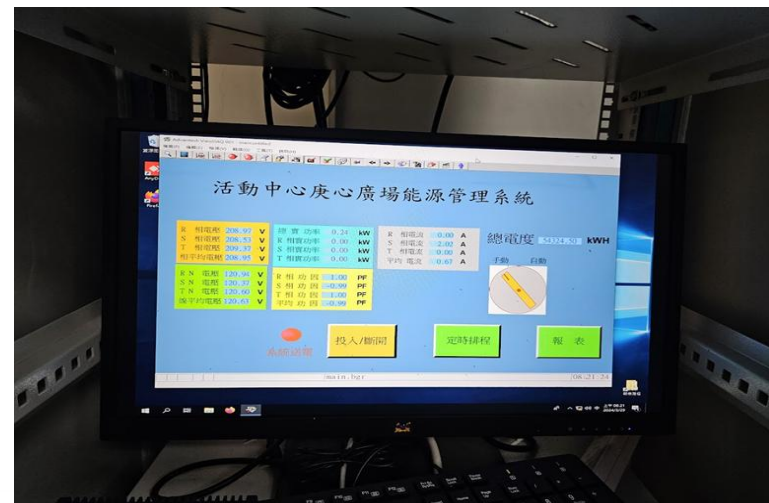 活動中心庚心廣場能源管理系統
R 相電壓 208.97 V
S 相電壓 208.53 V
T 相電壓 209.37 V
相平均電壓 208.95 V
總實功率 0.24 kW
R 相實功率 0.00 kW
S 相實功率 0.00 kW
T 相實功率 0.00 kW
R 相電流 0.00 A
S 相電流 2.02 A
T 相電流 0.00 A
平均電流 0.67 A
總電度 54324.50 kWH
手動 自動
RN 電壓 120.94 V
SN 電壓 120.37 V
TN 電壓 120.57 V
線平均電壓 120.63 V
R 相功因 1.00 PF
S 相功因 -0.99 PF
T 相功因 1.00 PF
平均功因 -0.99 PF
系統送電
投入/斷開
定時排程
報表
main.bgr